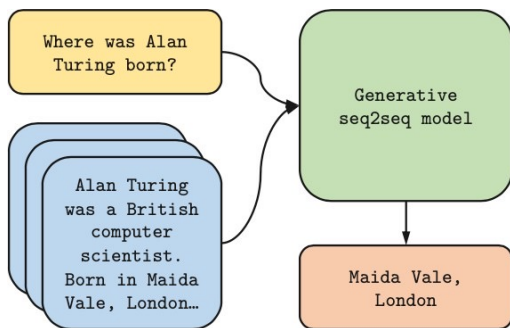 Where was Alan
Turing born?
Generative
seq2seq model
Alan Turing
was a British
computer
scientist.
Born in Maida
Vale, London…
Maida Vale,
London